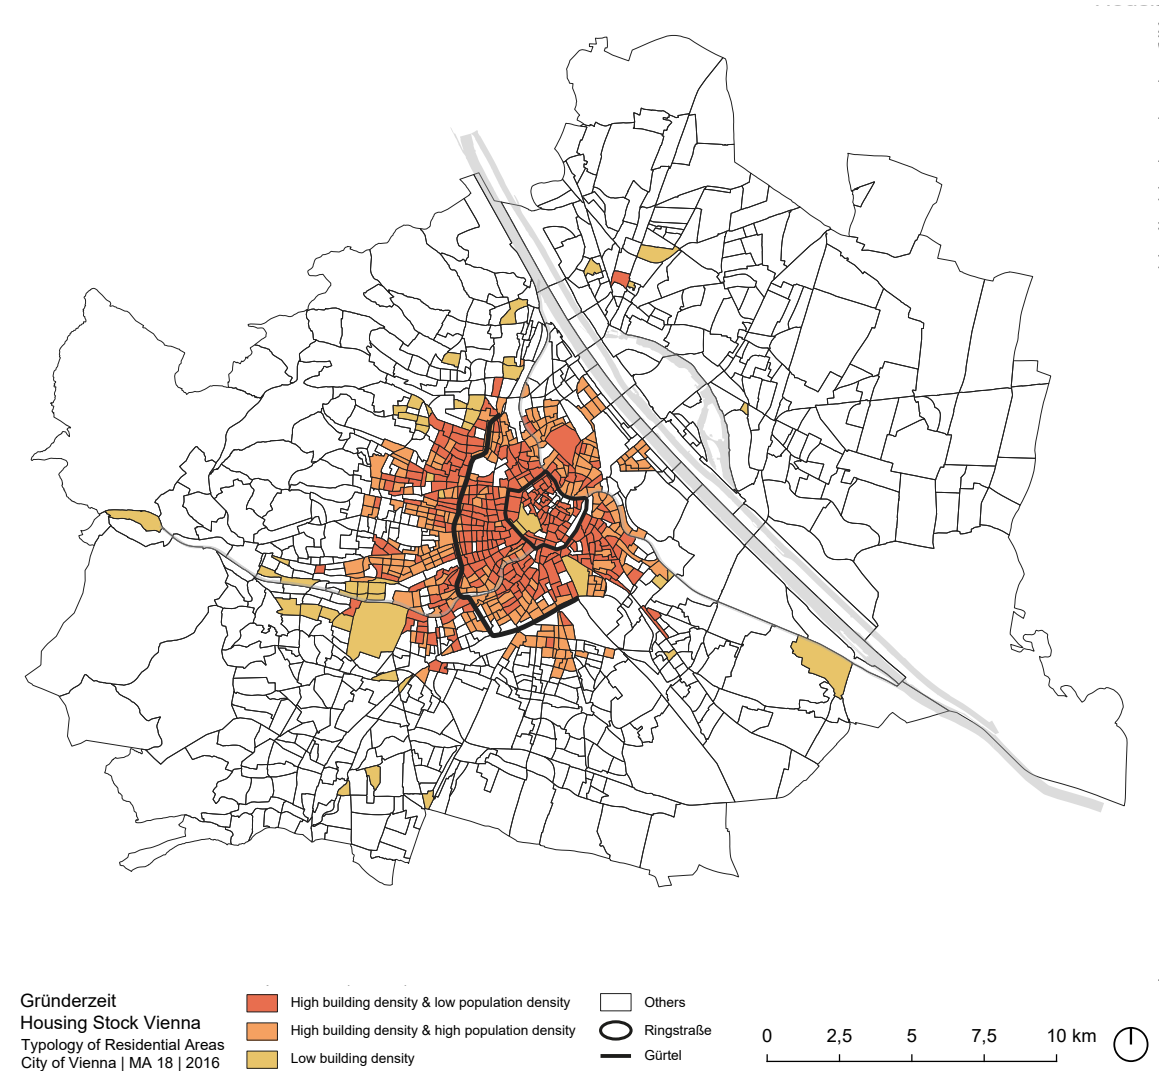 Gründerzeit
Housing Stock Vienna
Typology of Residential Areas
City of Vienna | MA 18 | 2016
High building density & low population density
High building density & high population density
Low building density
Others
Ringstraße
Gürtel
0 2,5 5 7,5 10 km